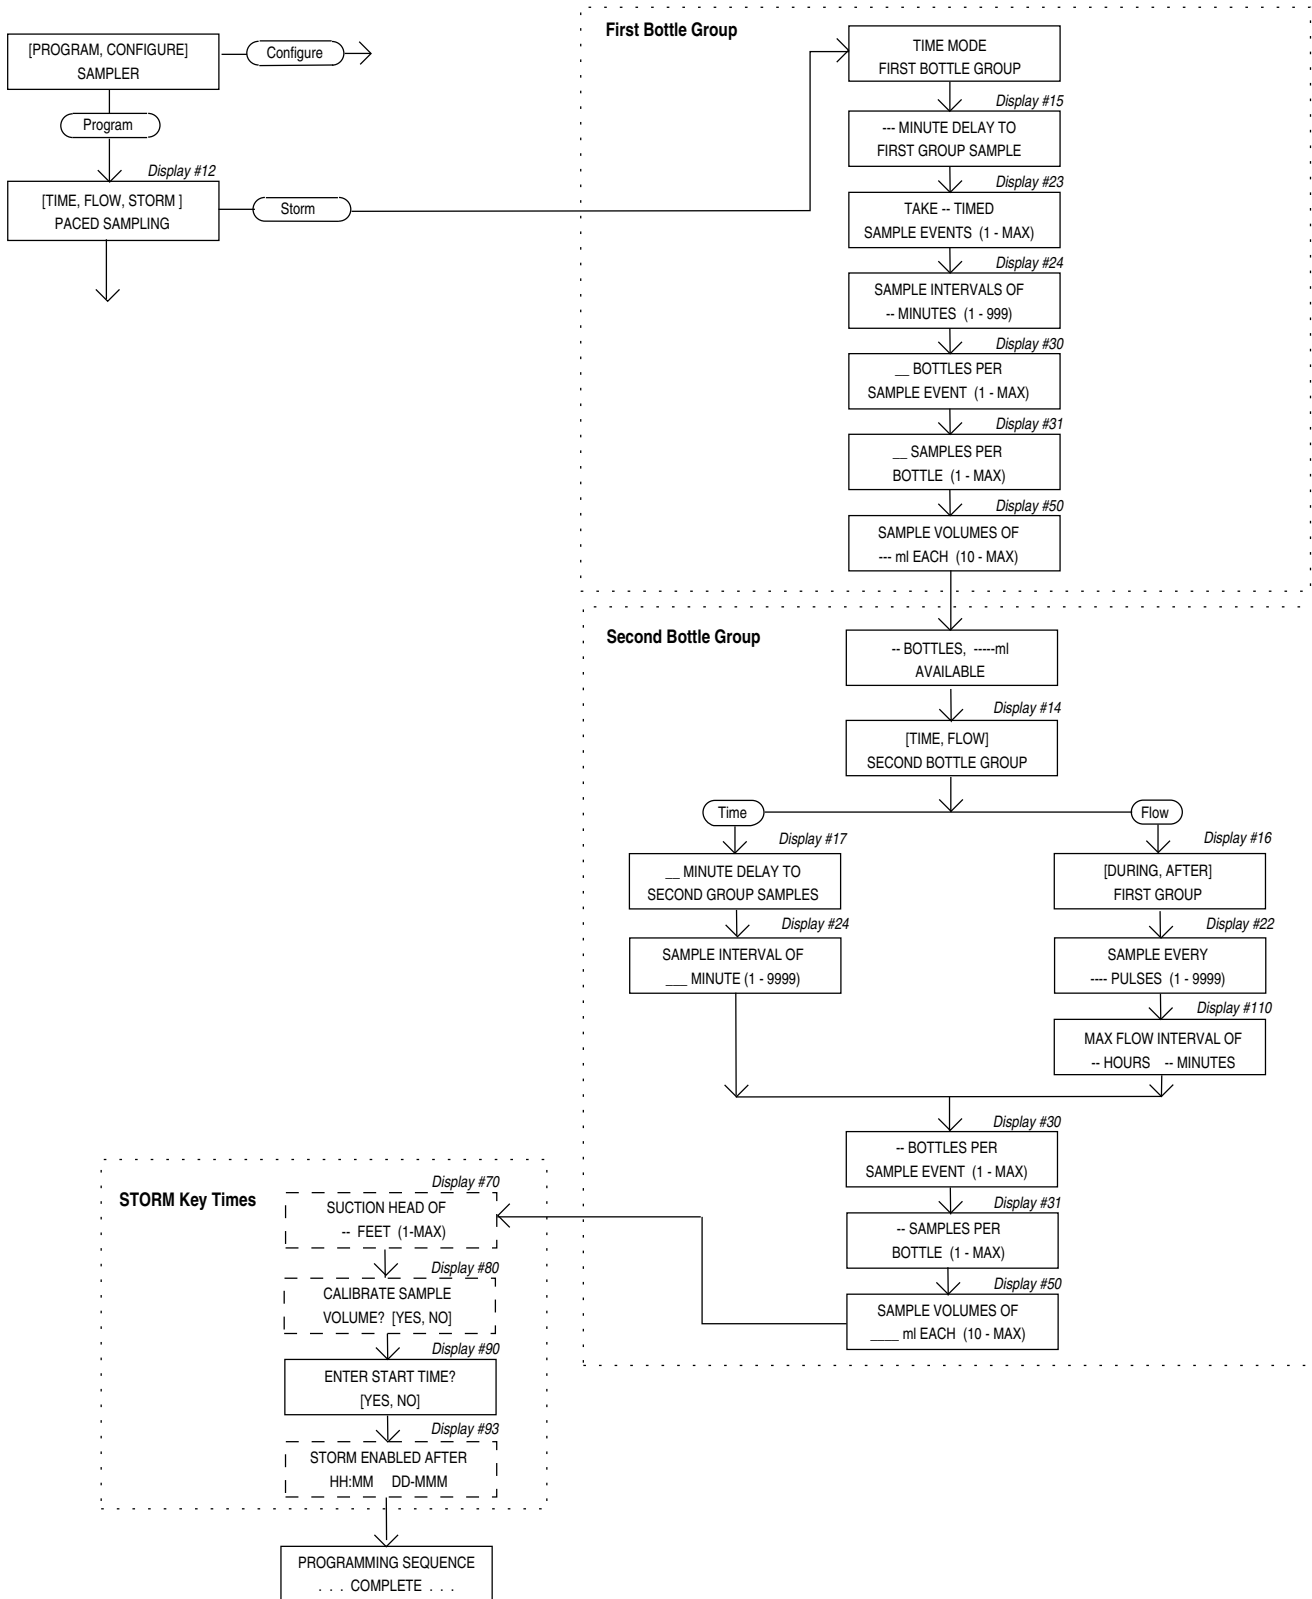 [PROGRAM, CONFIGURE]
SAMPLER
Configure
Program
Display #12
[TIME, FLOW, STORM ]
PACED SAMPLING
Storm
First Bottle Group
TIME MODE
FIRST BOTTLE GROUP
Display #15
--- MINUTE DELAY TO
FIRST GROUP SAMPLE
Display #23
TAKE -- TIMED
SAMPLE EVENTS (1 - MAX)
Display #24
SAMPLE INTERVALS OF
-- MINUTES (1 - 999)
Display #30
__ BOTTLES PER
SAMPLE EVENT (1 - MAX)
Display #31
__ SAMPLES PER
BOTTLE (1 - MAX)
Display #50
SAMPLE VOLUMES OF
--- ml EACH (10 - MAX)
Second Bottle Group
-- BOTTLES, -----ml
AVAILABLE
Display #14
[TIME, FLOW]
SECOND BOTTLE GROUP
Time
Display #17
__ MINUTE DELAY TO
SECOND GROUP SAMPLES
Display #24
SAMPLE INTERVAL OF
___ MINUTE (1 - 9999)
Flow
Display #16
[DURING, AFTER]
FIRST GROUP
Display #22
SAMPLE EVERY
---- PULSES (1 - 9999)
Display #110
MAX FLOW INTERVAL OF
-- HOURS -- MINUTES
Display #30
-- BOTTLES PER
SAMPLE EVENT (1 - MAX)
Display #31
-- SAMPLES PER
BOTTLE (1 - MAX)
Display #50
SAMPLE VOLUMES OF
____ ml EACH (10 - MAX)
STORM Key Times
Display #70
SUCTION HEAD OF
-- FEET (1-MAX)
Display #80
CALIBRATE SAMPLE
VOLUME? [YES, NO]
Display #90
ENTER START TIME?
[YES, NO]
Display #93
STORM ENABLED AFTER
HH:MM DD-MMM
PROGRAMMING SEQUENCE
. . . COMPLETE . . .